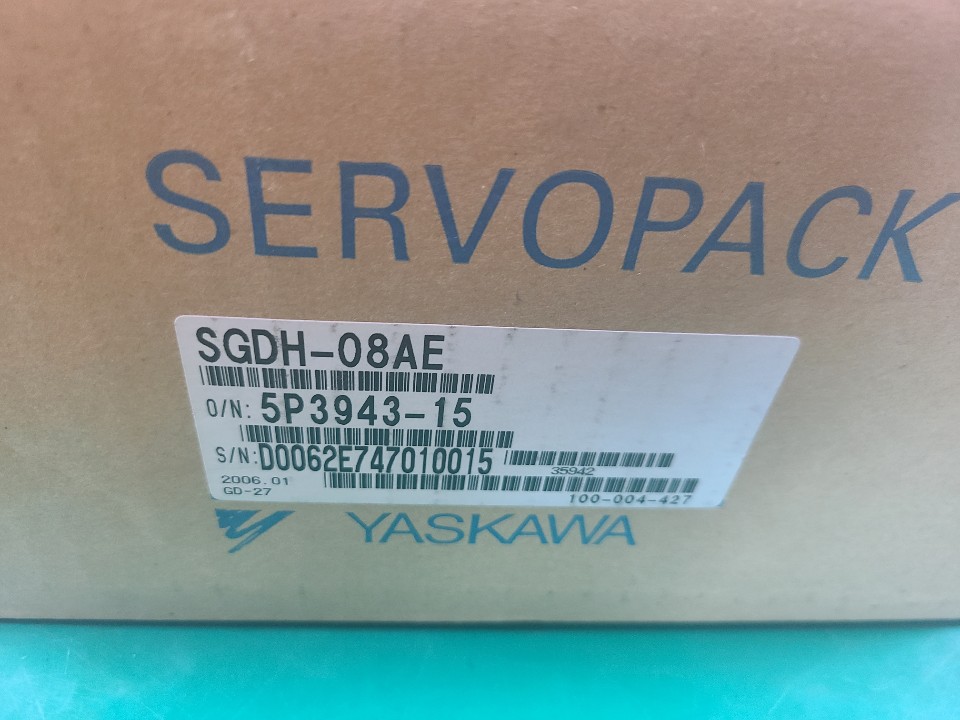 SERVOPACK
SGDH-08AE
O/N: 5P3943-15
S/N: D0062E747010015
35942
2006.01
GD-27
100-004-427
YASKAWA